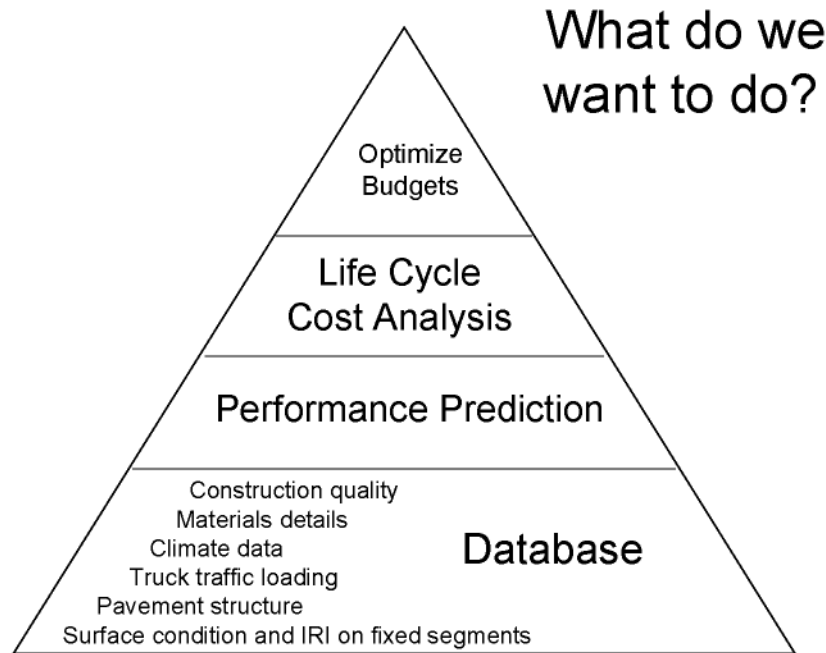 What do we
want to do?
Optimize
Budgets
Life Cycle
Cost Analysis
Performance Prediction
Construction quality
Materials details
Climate data
Truck traffic loading
Pavement structure
Surface condition and IRI on fixed segments
Database